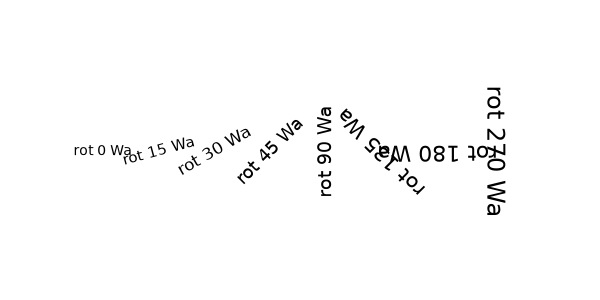 rot 0 Wa
rot 15 Wa
rot 30 Wa
rot 45 Wa
rot 90 Wa
rot 135 Wa
rot 180 Wa
rot 270 Wa